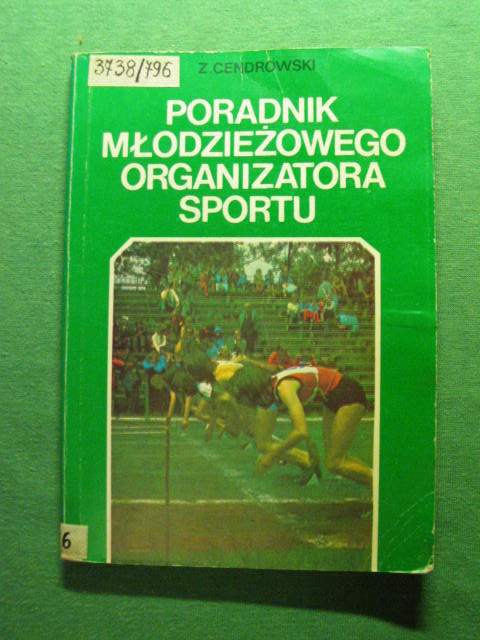 3738/796
Z. CENDROWSKI
PORADNIK
MŁODZIEŻOWEGO
ORGANIZATORA
SPORTU
6